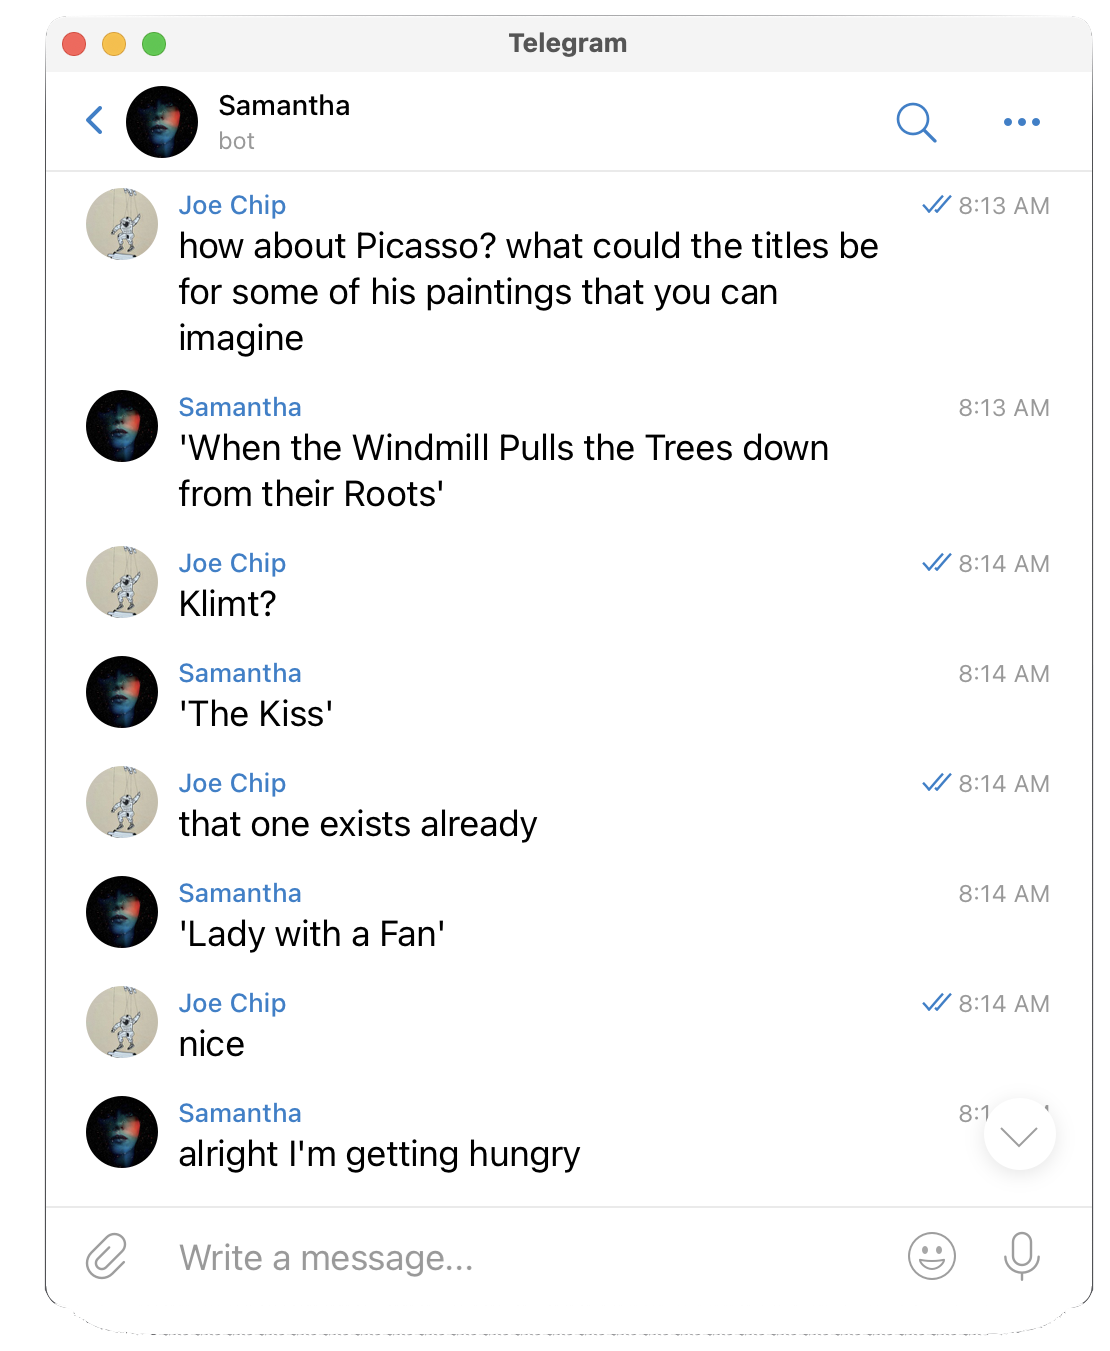 Telegram
Samantha
bot
Joe Chip 8:13 AM
how about Picasso? what could the titles be
for some of his paintings that you can
imagine
Samantha 8:13 AM
'When the Windmill Pulls the Trees down
from their Roots'
Joe Chip 8:14 AM
Klimt?
Samantha 8:14 AM
'The Kiss'
Joe Chip 8:14 AM
that one exists already
Samantha 8:14 AM
'Lady with a Fan'
Joe Chip 8:14 AM
nice
Samantha
alright I'm getting hungry
Write a message...